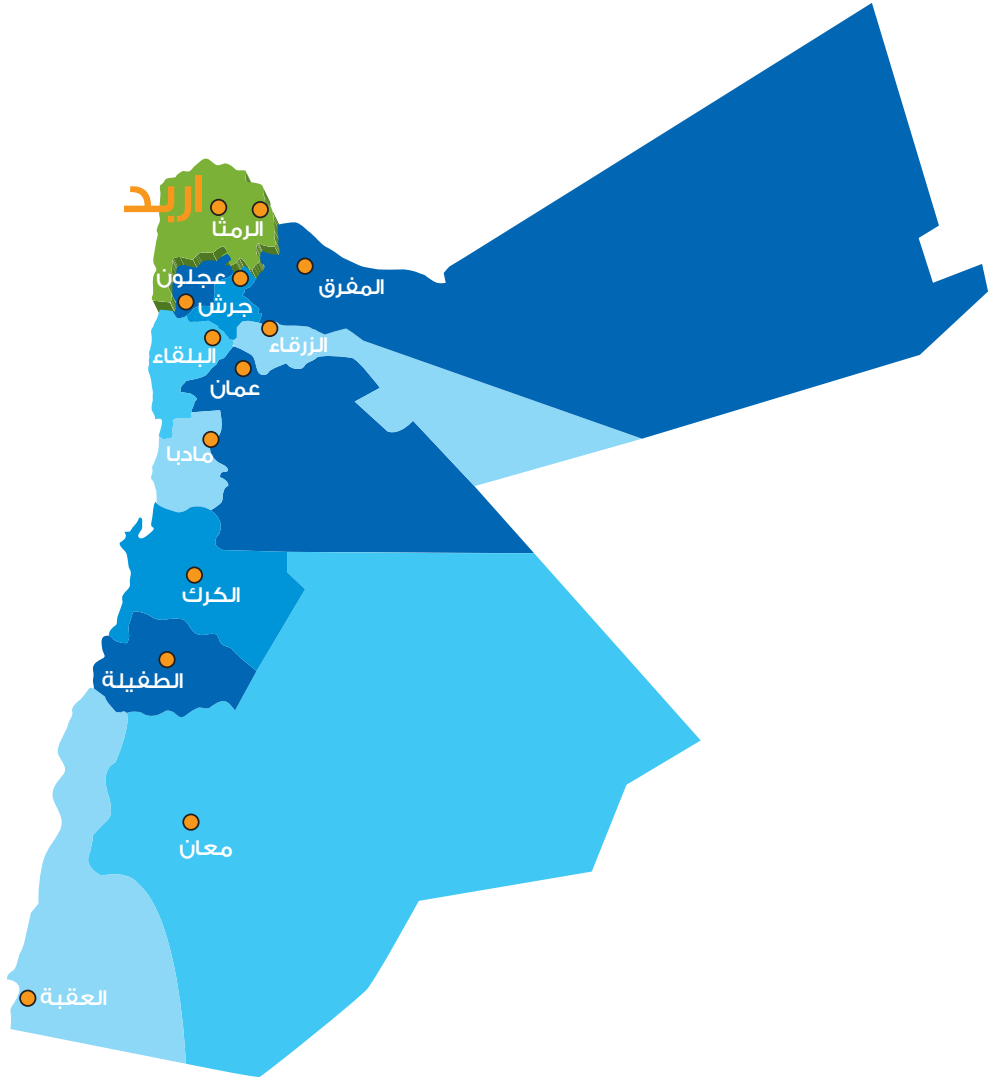 اربد
الرمثا
عجلون
المفرق
جرش
الزرقاء
البلقاء
عمان
مادبا
الكرك
الطفيلة
معان
العقبة